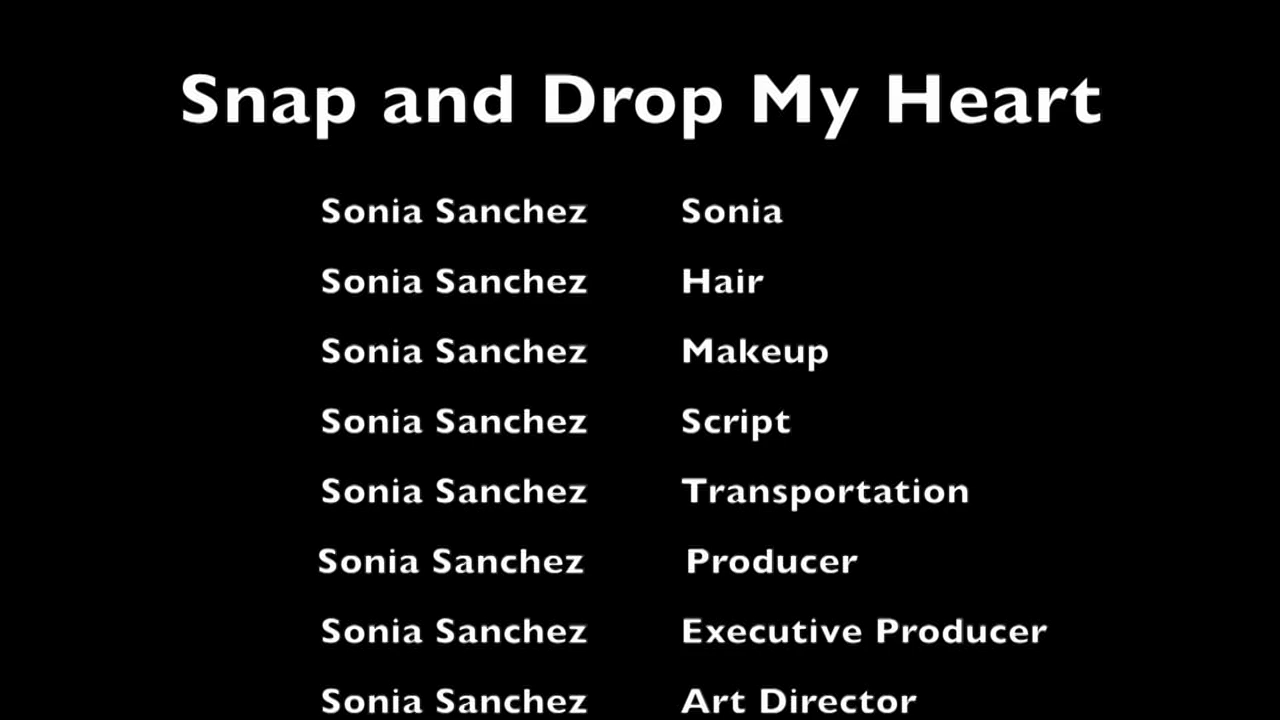 Snap and Drop My Heart
Sonia Sanchez Sonia
Sonia Sanchez Hair
Sonia Sanchez Makeup
Sonia Sanchez Script
Sonia Sanchez Transportation
Sonia Sanchez Producer
Sonia Sanchez Executive Producer
Sonia Sanchez Art Director